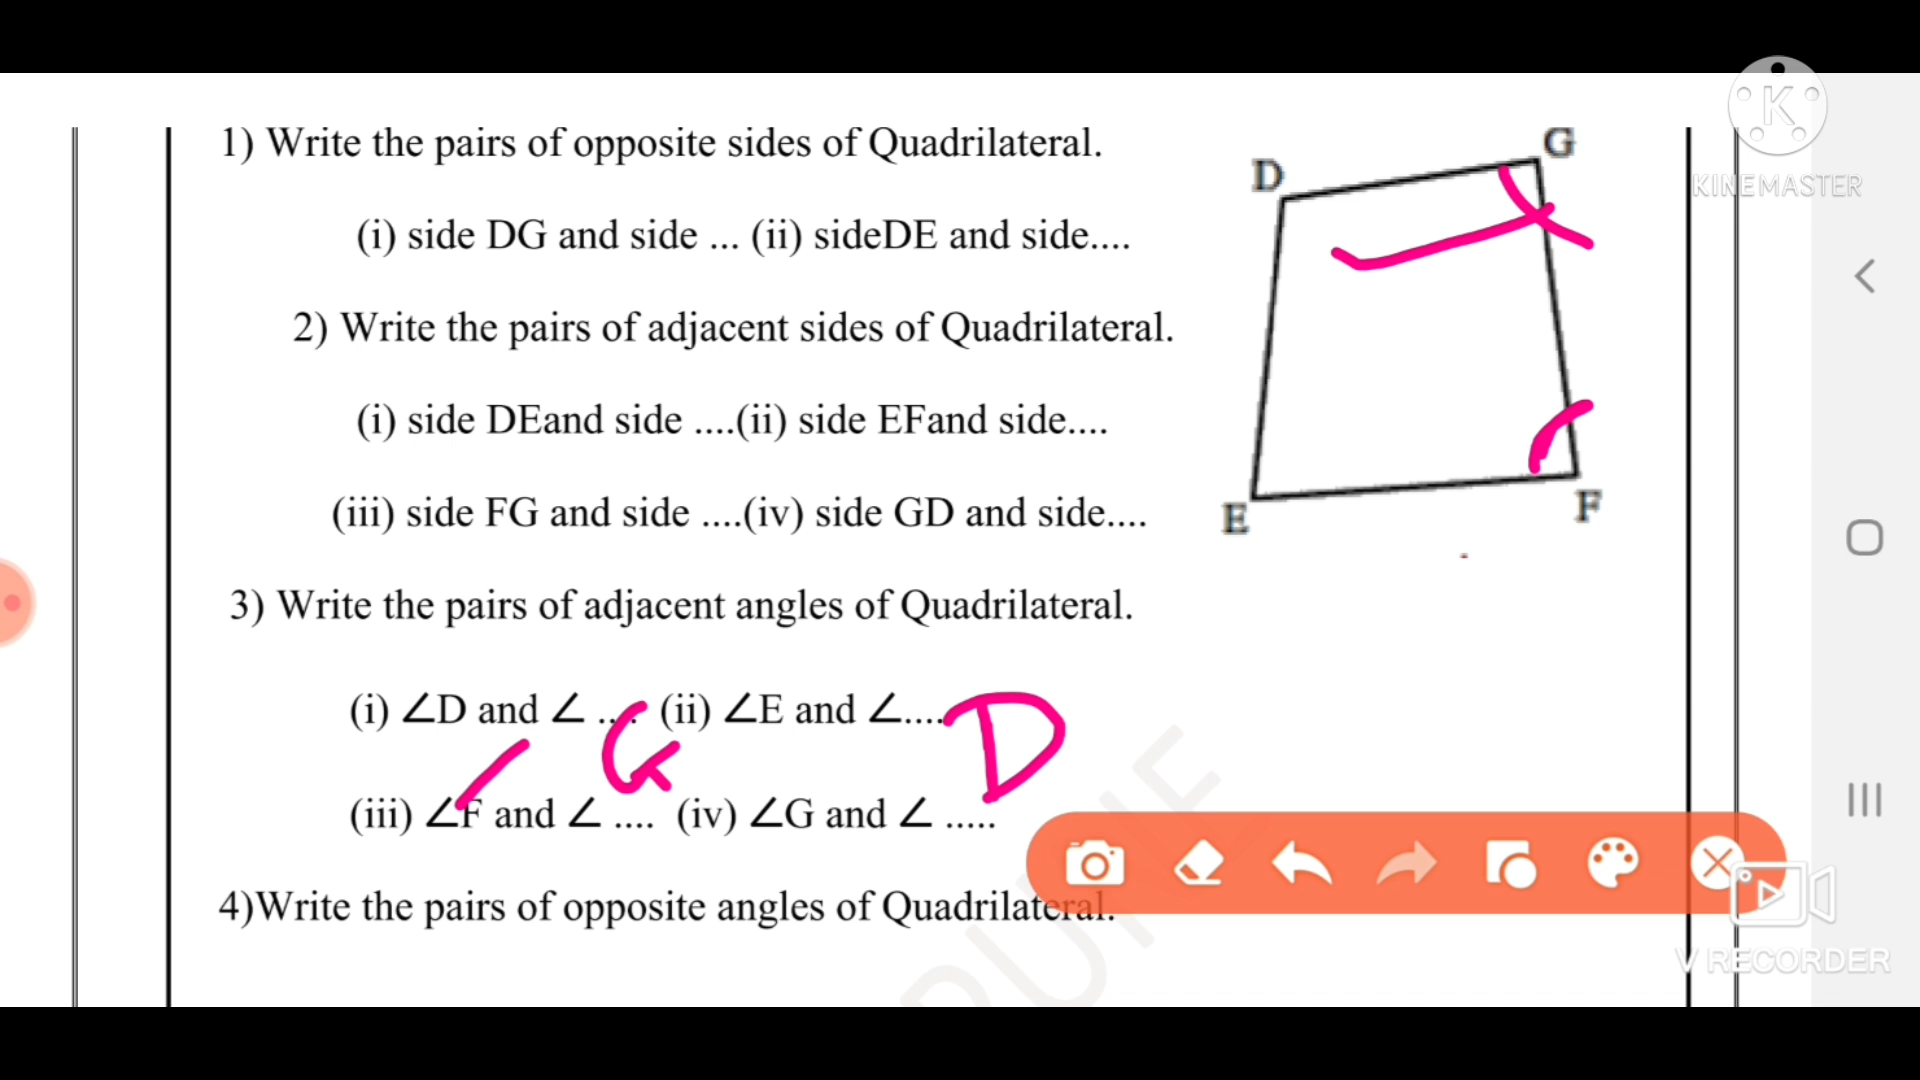 1) Write the pairs of opposite sides of Quadrilateral.
(i) side DG and side ... (ii) sideDE and side....
2) Write the pairs of adjacent sides of Quadrilateral.
(i) side DEand side ....(ii) side EFand side....
(iii) side FG and side ....(iv) side GD and side....
3) Write the pairs of adjacent angles of Quadrilateral.
(i) ∠D and ∠ .... (ii) ∠E and ∠....
G D
(iii) ∠F and ∠ .... (iv) ∠G and ∠ .....
4)Write the pairs of opposite angles of Quadrilateral.
D
G
E
F
K
KINEMASTER
V RECORDER